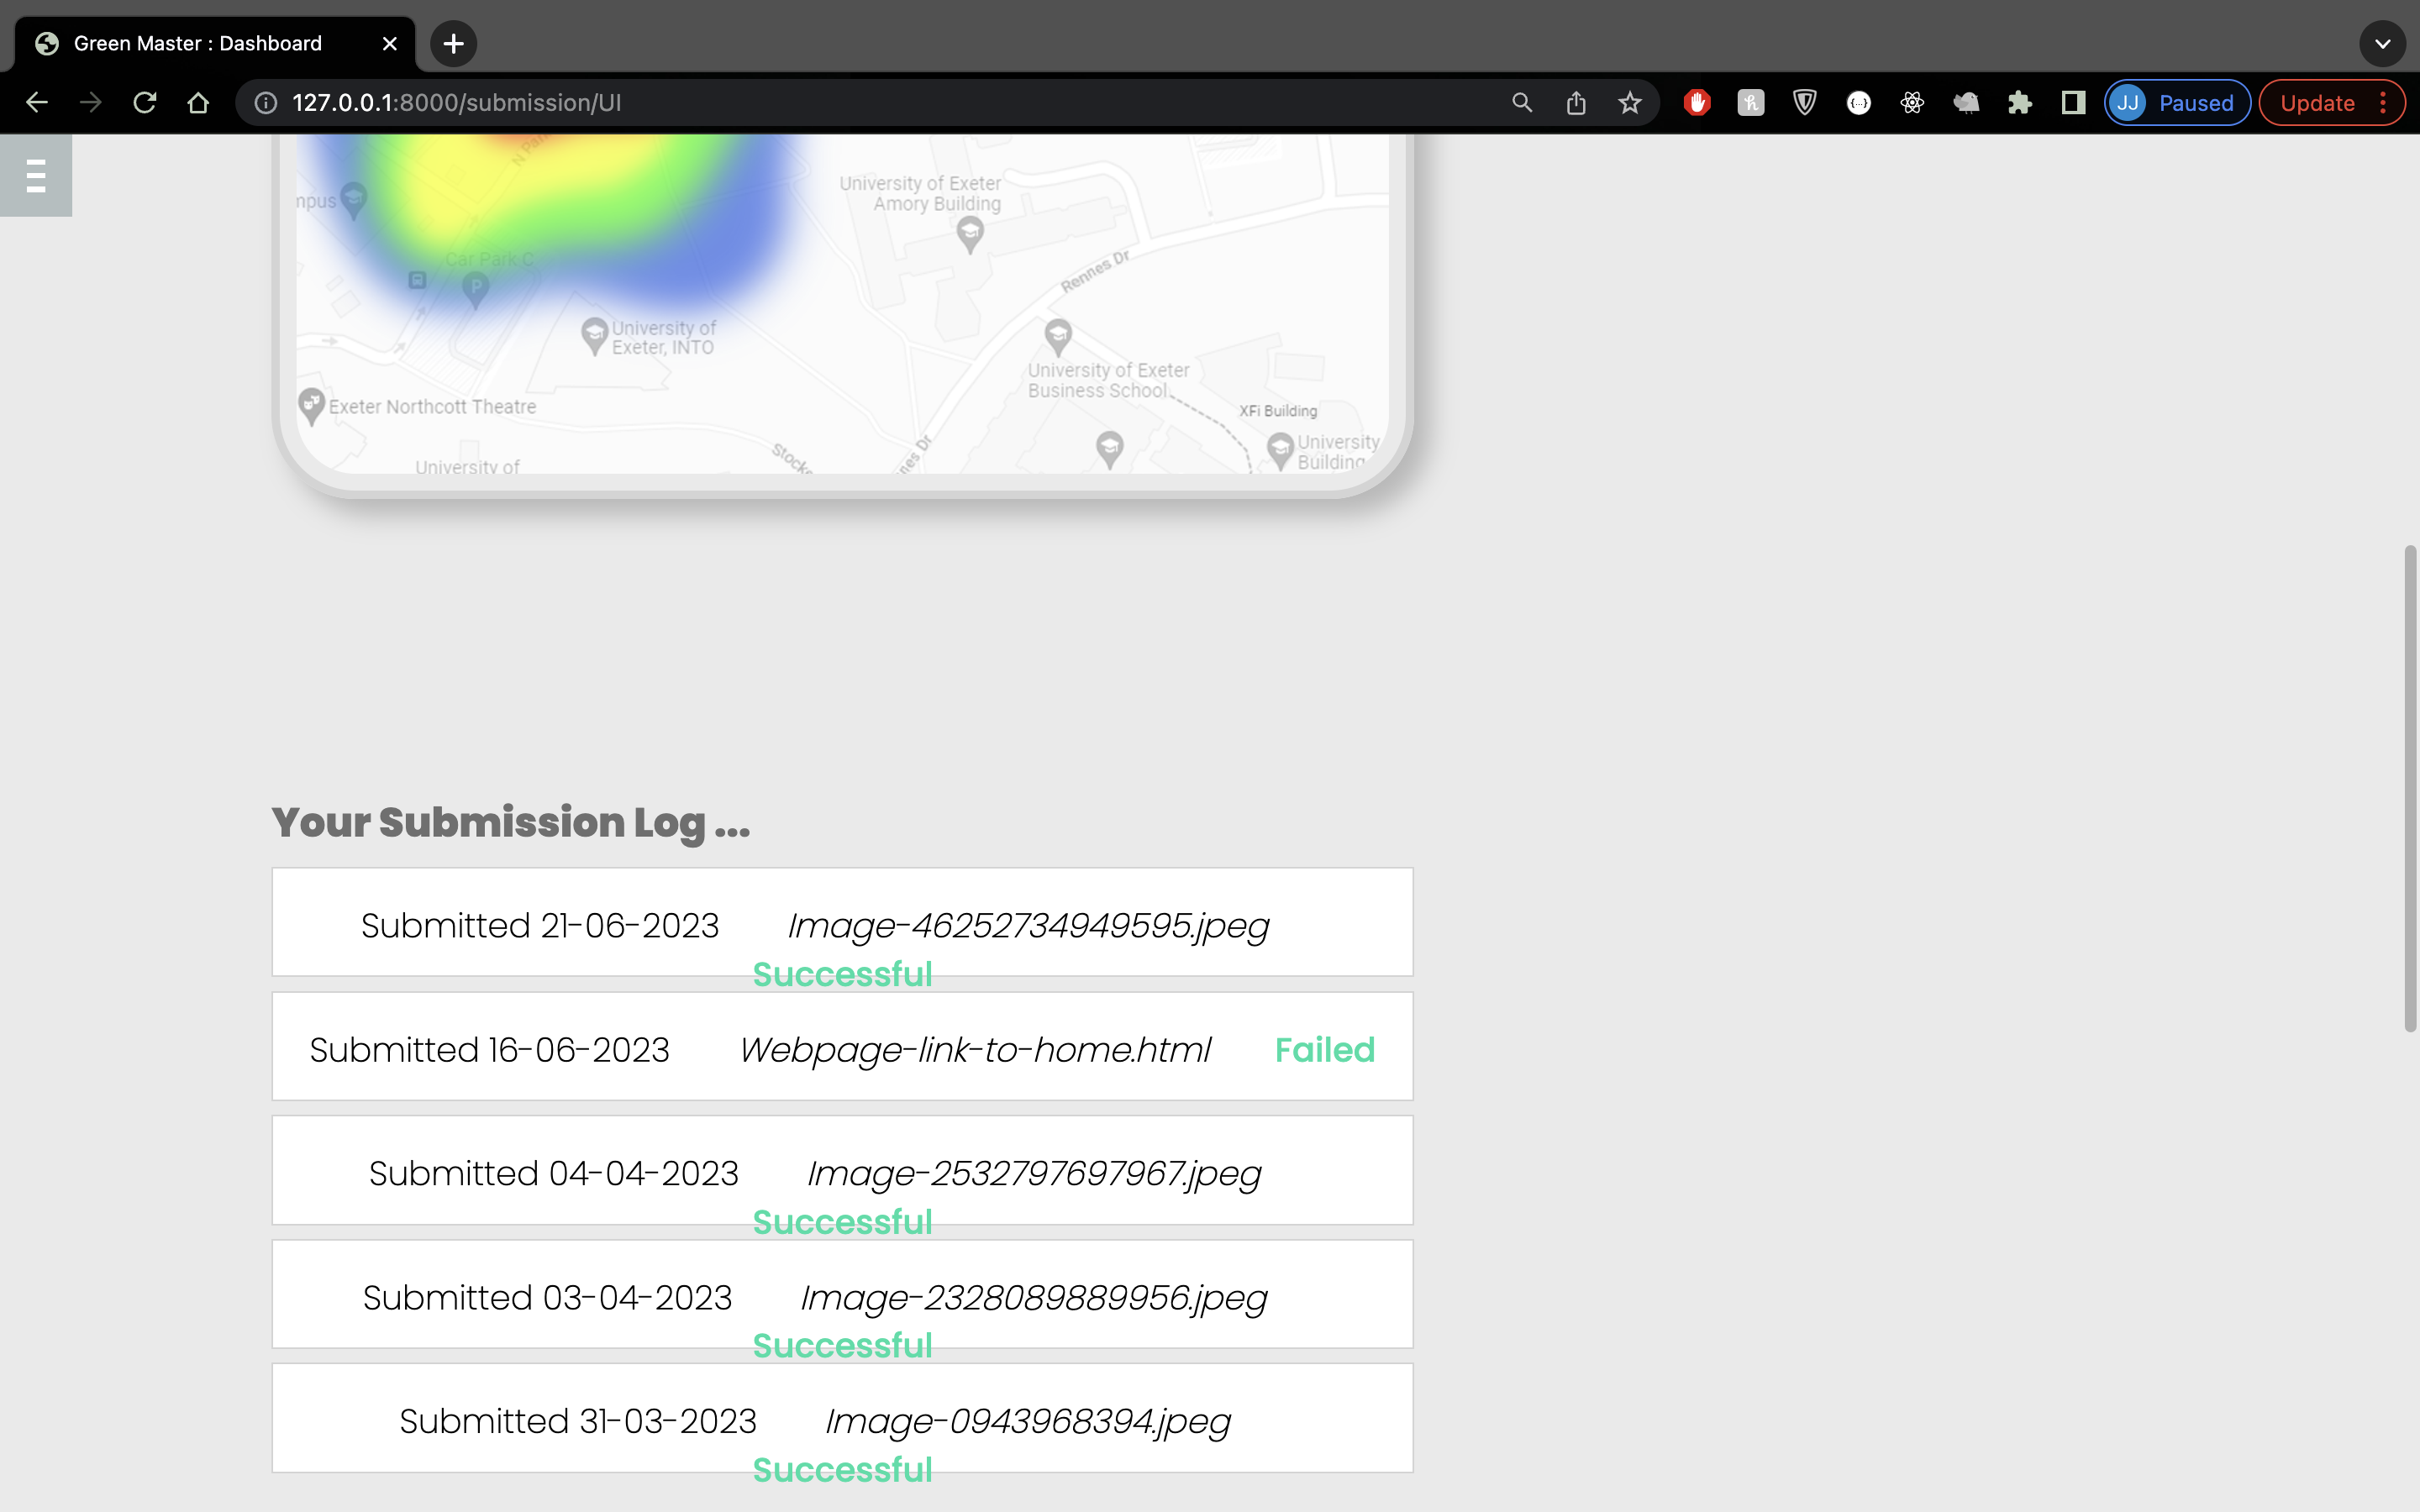 Green Master : Dashboard
127.0.0.1:8000/submission/UI
JJ
Paused
Update
University of Exeter
Amory Building
mpus
Car Park C
P
Rennes Dr
University of
Exeter, INTO
University of Exeter
Business School
Exeter Northcott Theatre
XFi Building
University
Building
University of
Your Submission Log ...
Submitted 21-06-2023 Image-46252734949595.jpeg
Successful
Submitted 16-06-2023 Webpage-link-to-home.html Failed
Submitted 04-04-2023 Image-2532797697967.jpeg
Successful
Submitted 03-04-2023 Image-2328089889956.jpeg
Successful
Submitted 31-03-2023 Image-0943968394.jpeg
Successful